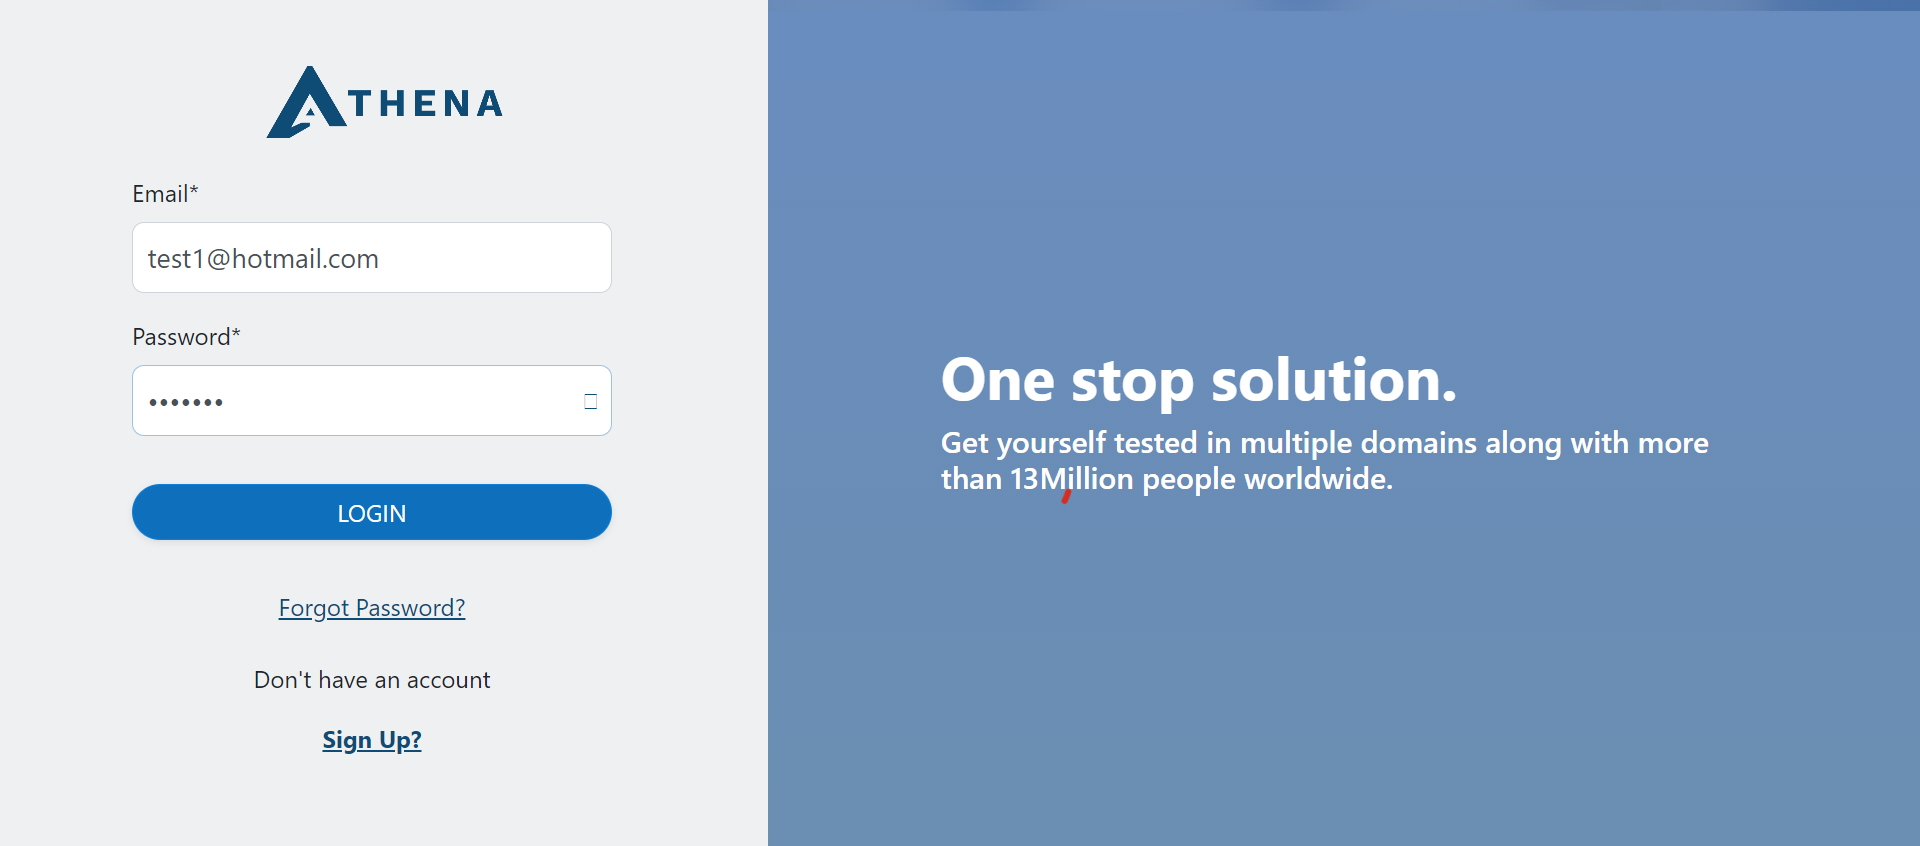 ATHENA
Email*
test1@hotmail.com
Password*
•••••••
LOGIN
Forgot Password?
Don't have an account
Sign Up?
One stop solution.
Get yourself tested in multiple domains along with more
than 13Million people worldwide.